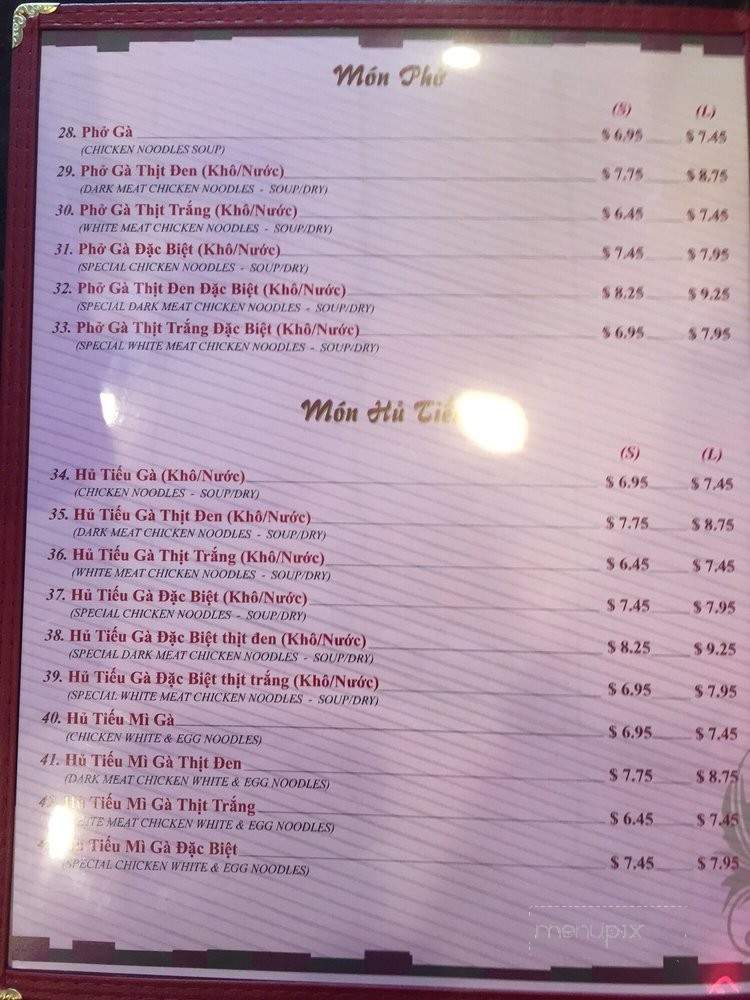 Món Phở
(S) (L)
28. Phở Gà $ 6.95 $ 7.45
(CHICKEN NOODLES SOUP)
29. Phở Gà Thịt Đen (Khô/Nước) $ 7.75 $ 8.75
(DARK MEAT CHICKEN NOODLES - SOUP/DRY)
30. Phở Gà Thịt Trắng (Khô/Nước) $ 6.45 $ 7.45
(WHITE MEAT CHICKEN NOODLES - SOUP/DRY)
31. Phở Gà Đặc Biệt (Khô/Nước) $ 7.45 $ 7.95
(SPECIAL CHICKEN NOODLES - SOUP/DRY)
32. Phở Gà Thịt Đen Đặc Biệt (Khô/Nước) $ 8.25 $ 9.25
(SPECIAL DARK MEAT CHICKEN NOODLES - SOUP/DRY)
33. Phở Gà Thịt Trắng Đặc Biệt (Khô/Nước) $ 6.95 $ 7.95
(SPECIAL WHITE MEAT CHICKEN NOODLES - SOUP/DRY)
Món Hủ
(S) (L)
34. Hủ Tiếu Gà (Khô/Nước) $ 6.95 $ 7.45
(CHICKEN NOODLES - SOUP/DRY)
35. Hủ Tiếu Gà Thịt Đen (Khô/Nước) $ 7.75 $ 8.75
(DARK MEAT CHICKEN NOODLES - SOUP/DRY)
36. Hủ Tiếu Gà Thịt Trắng (Khô/Nước) $ 6.45 $ 7.45
(WHITE MEAT CHICKEN NOODLES - SOUP/DRY)
37. Hủ Tiếu Gà Đặc Biệt (Khô/Nước) $ 7.45 $ 7.95
(SPECIAL CHICKEN NOODLES - SOUP/DRY)
38. Hủ Tiếu Gà Đặc Biệt thịt đen (Khô/Nước) $ 8.25 $ 9.25
(SPECIAL DARK MEAT CHICKEN NOODLES - SOUP/DRY)
39. Hủ Tiếu Gà Đặc Biệt thịt trắng (Khô/Nước) $ 6.95 $ 7.95
(SPECIAL WHITE MEAT CHICKEN NOODLES - SOUP/DRY)
40. Hủ Tiếu Mì Gà $ 6.95 $ 7.45
(CHICKEN WHITE & EGG NOODLES)
41. Hủ Tiếu Mì Gà Thịt Đen $ 7.75 $ 8.75
(DARK MEAT CHICKEN WHITE & EGG NOODLES)
Tiếu Mì Gà Thịt Trắng $ 6.45 $ 7.45
MEAT CHICKEN WHITE & EGG NOODLES)
Tiếu Mì Gà Đặc Biệt $ 7.45 $ 7.95
(SPECIAL CHICKEN WHITE & EGG NOODLES)
menupix